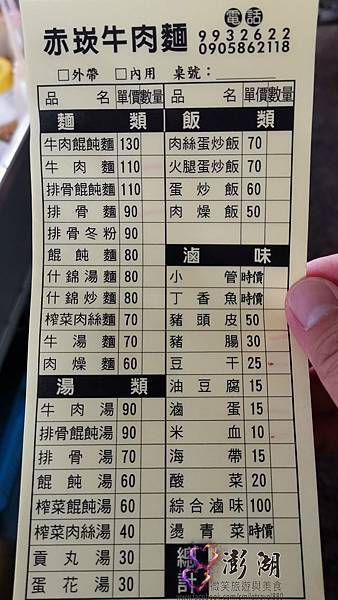 赤崁牛肉麵
電話
9932622
0905862118
□外帶 □內用 桌號:
品名 單價 數量
麵類
牛肉餛飩麵 130
牛肉麵 110
排骨餛飩麵 110
排骨麵 90
排骨冬粉 90
餛飩麵 80
什錦湯麵 80
什錦炒麵 80
榨菜肉絲麵 70
牛湯麵 70
肉燥麵 60
湯類
牛肉湯 90
排骨餛飩湯 90
排骨湯 70
餛飩湯 60
榨菜餛飩湯 60
榨菜肉絲湯 40
貢丸湯 30
蛋花湯 30
品名 單價 數量
飯類
肉絲蛋炒飯 70
火腿蛋炒飯 70
蛋炒飯 60
肉燥飯 50
滷味
小管 時價
丁香魚 時價
豬頭皮 50
豬腸 30
豆干 25
油豆腐 15
滷蛋 15
米血 10
海帶 15
酸菜 20
綜合滷味 100
燙青菜 時價
總計
澎湖
微笑旅遊與美食